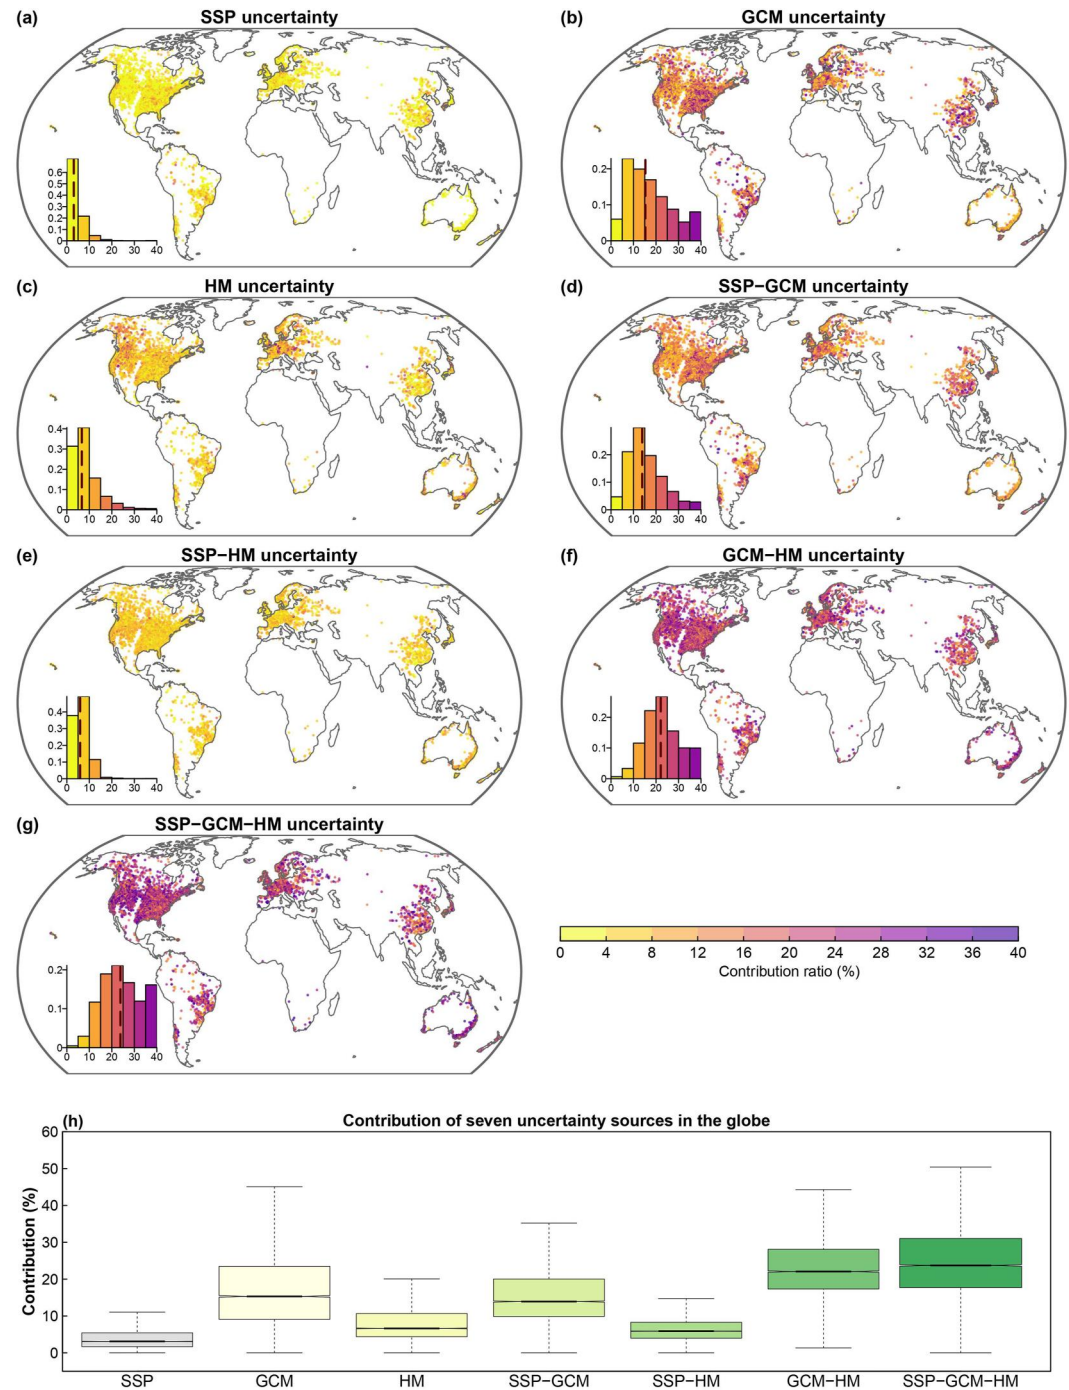 (a) SSP uncertainty
(b) GCM uncertainty
0.6
0.5
0.4
0.3
0.2
0.1
0
0 10 20 30 40
0.2
0.1
0
0 10 20 30 40
(c) HM uncertainty
(d) SSP−GCM uncertainty
0.4
0.3
0.2
0.1
0
0 10 20 30 40
0.2
0.1
0
0 10 20 30 40
(e) SSP−HM uncertainty
(f) GCM−HM uncertainty
0.4
0.3
0.2
0.1
0
0 10 20 30 40
0.2
0.1
0
0 10 20 30 40
(g) SSP−GCM−HM uncertainty
0.2
0.1
0
0 10 20 30 40
0 4 8 12 16 20 24 28 32 36 40
Contribution ratio (%)
(h) Contribution of seven uncertainty sources in the globe
Contribution (%)
60
50
40
30
20
10
0
SSP GCM HM SSP−GCM SSP−HM GCM−HM SSP−GCM−HM